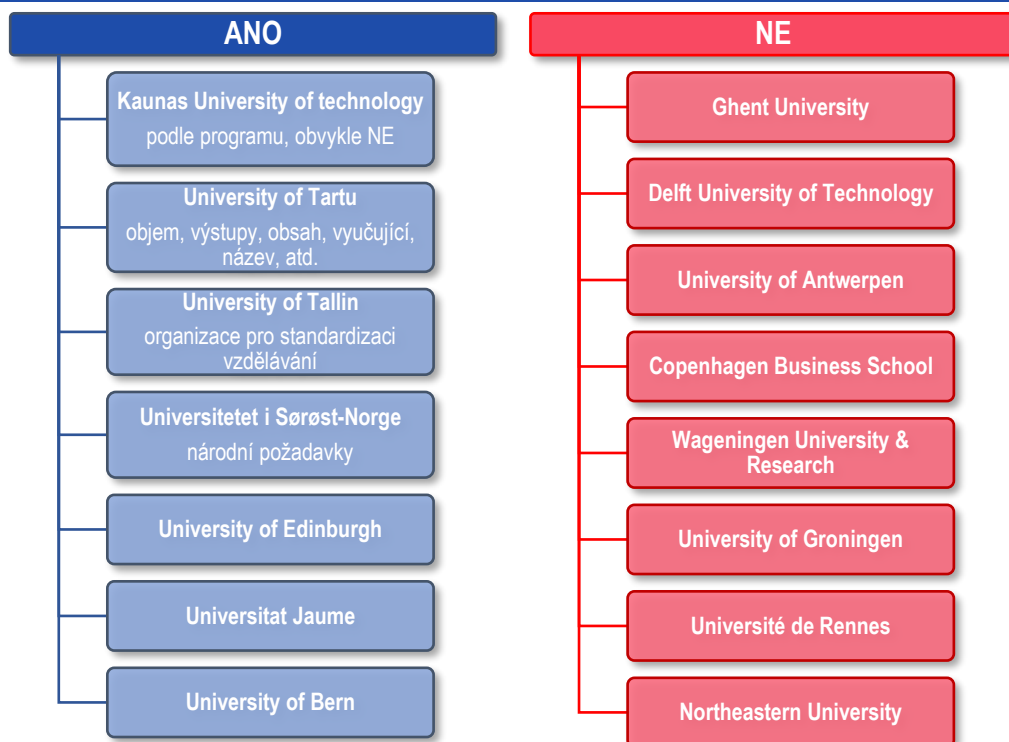 ANO
Kaunas University of technology
podle programu, obvykle NE
University of Tartu
objem, výstupy, obsah, vyučující,
název, atd.
University of Tallin
organizace pro standardizaci
vzdělávání
Universitetet i Sørøst-Norge
národní požadavky
University of Edinburgh
Universitat Jaume
University of Bern
NE
Ghent University
Delft University of Technology
University of Antwerpen
Copenhagen Business School
Wageningen University &
Research
University of Groningen
Université de Rennes
Northeastern University